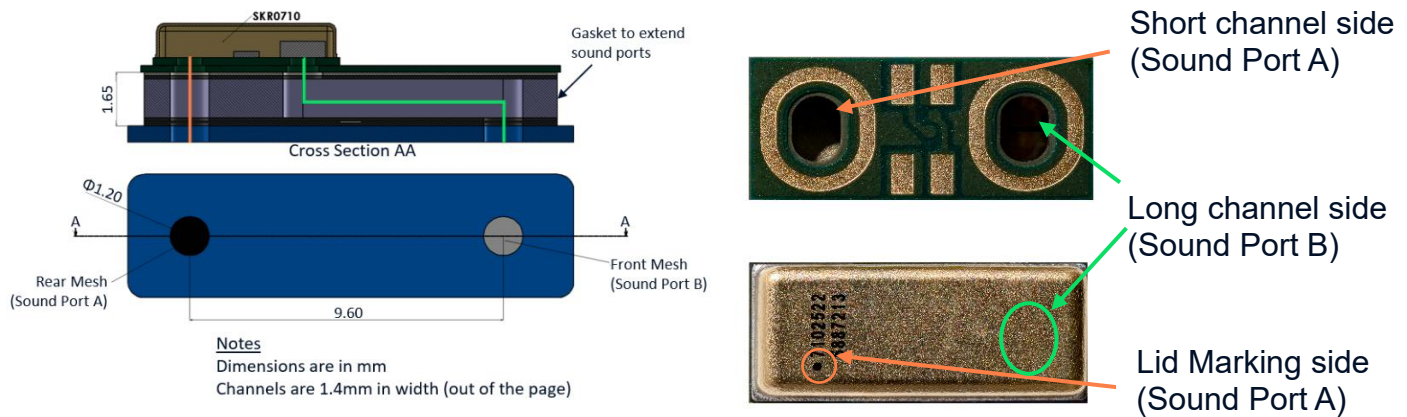 SKR0710
Gasket to extend
sound ports
1.65
Cross Section AA
Φ1.20
A
A
Rear Mesh
(Sound Port A)
Front Mesh
(Sound Port B)
9.60
Notes
Dimensions are in mm
Channels are 1.4mm in width (out of the page)
Short channel side
(Sound Port A)
Long channel side
(Sound Port B)
7102522
Lid Marking side
(Sound Port A)